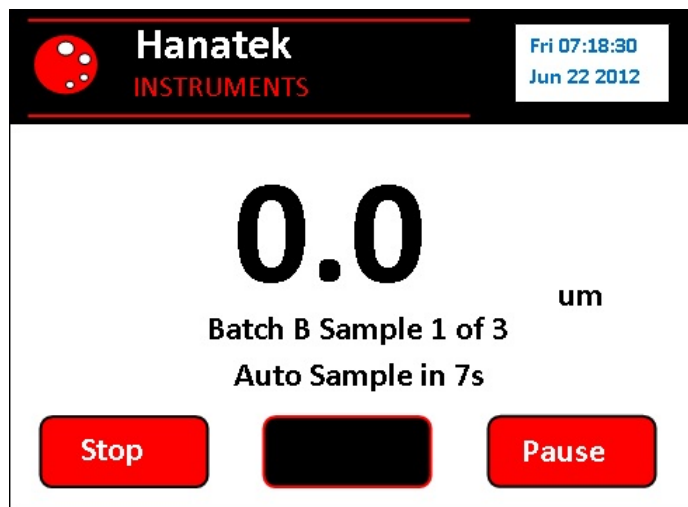 Hanatek
INSTRUMENTS
Fri 07:18:30
Jun 22 2012
0.0
um
Batch B Sample 1 of 3
Auto Sample in 7s
Stop
Pause